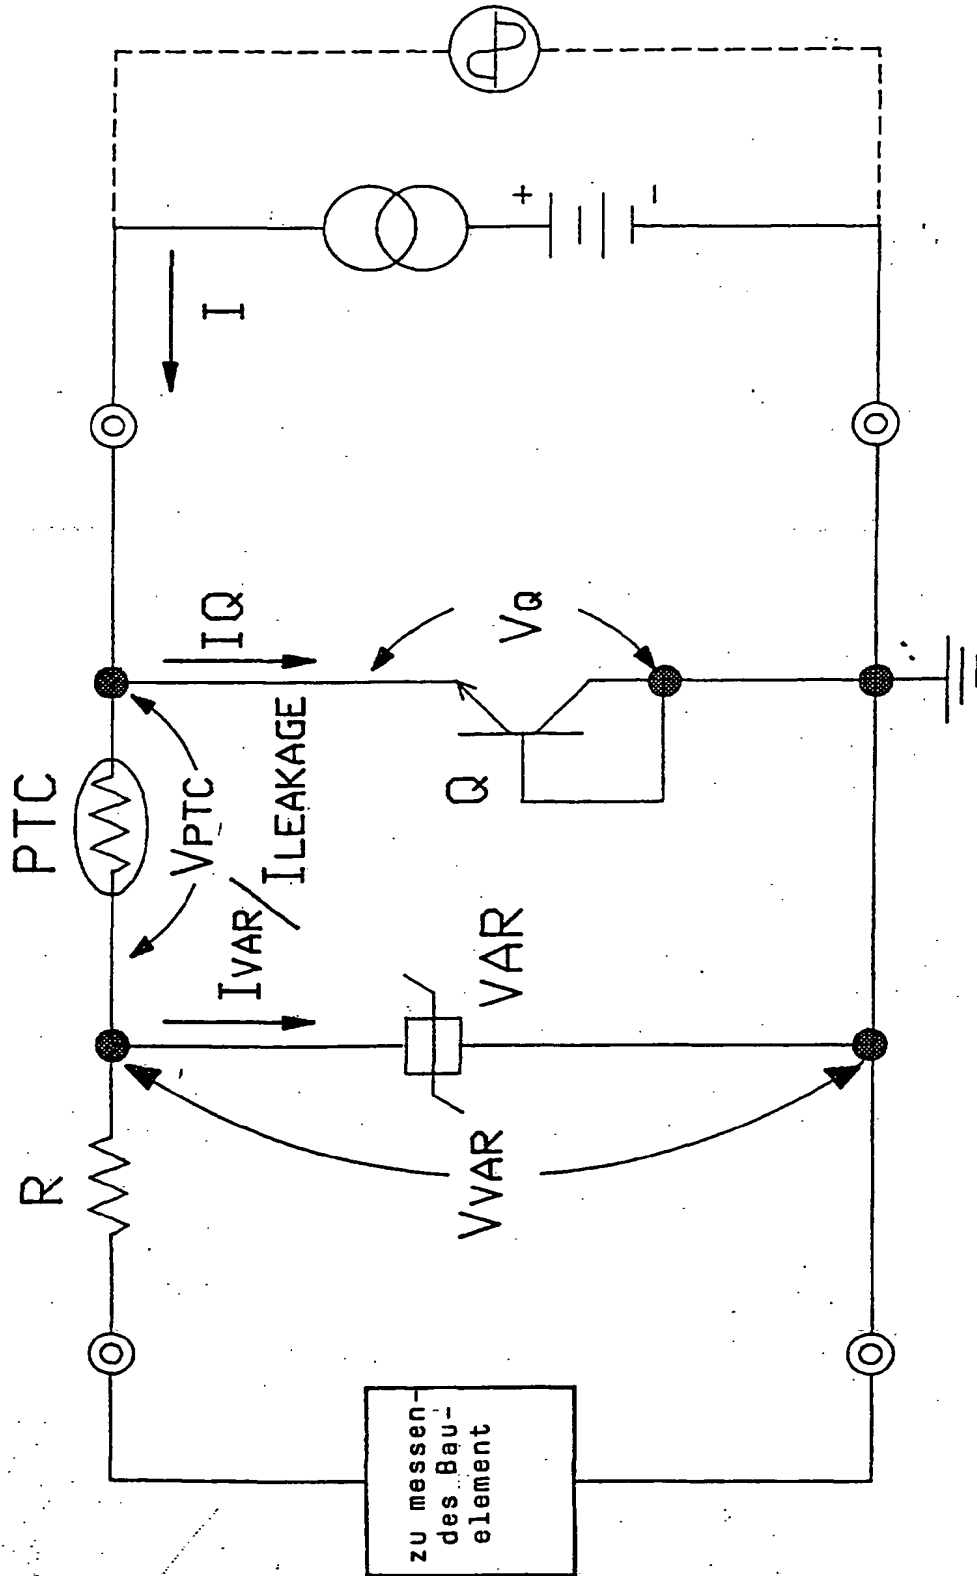 PTC
R
I
IQ
VPTC
IVAR/ILEAKAGE
Q
VQ
VAR
VVAR
+
-
zu messen-
des Bau-
element